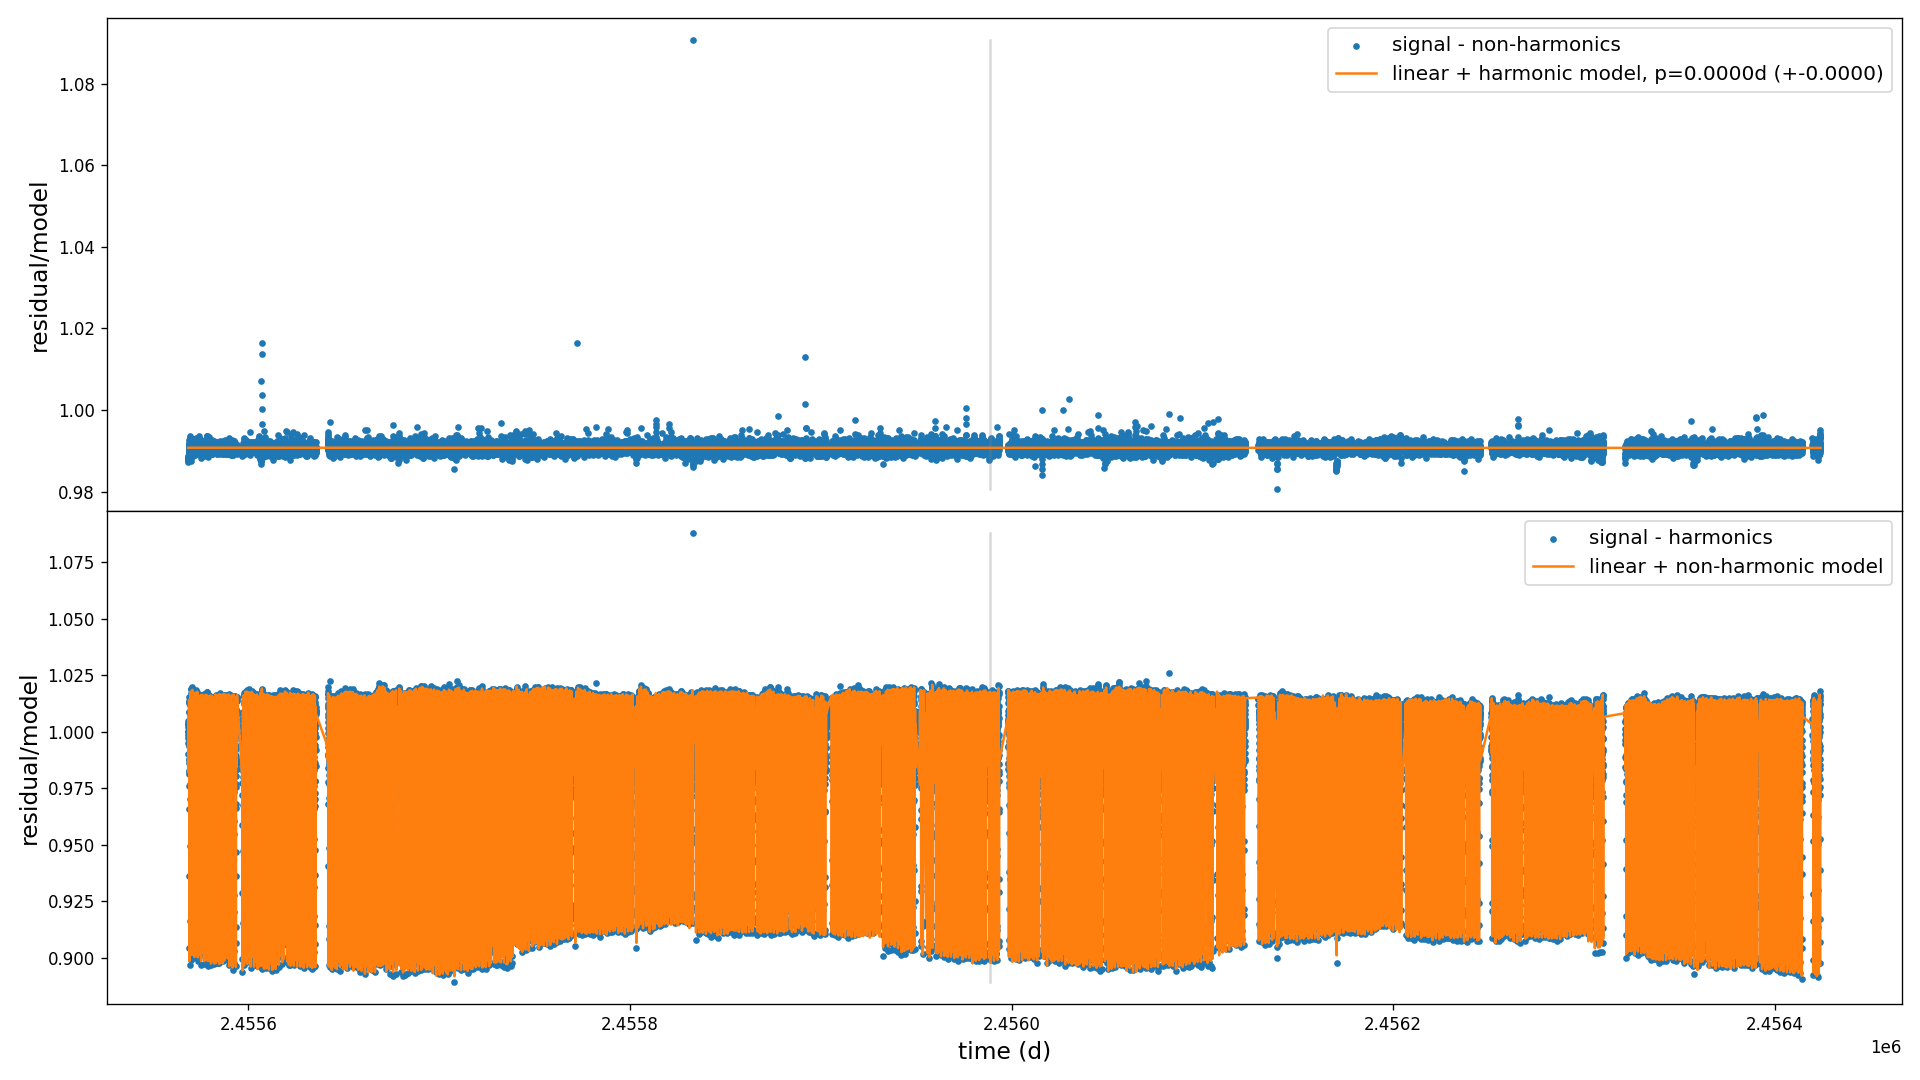 signal - non-harmonics
linear + harmonic model, p=0.0000d (+-0.0000)
1.08
1.06
1.04
1.02
1.00
0.98
residual/model
signal - harmonics
linear + non-harmonic model
1.075
1.050
1.025
1.000
0.975
0.950
0.925
0.900
residual/model
2.4556
2.4558
2.4560
2.4562
2.4564
time (d)
1e6